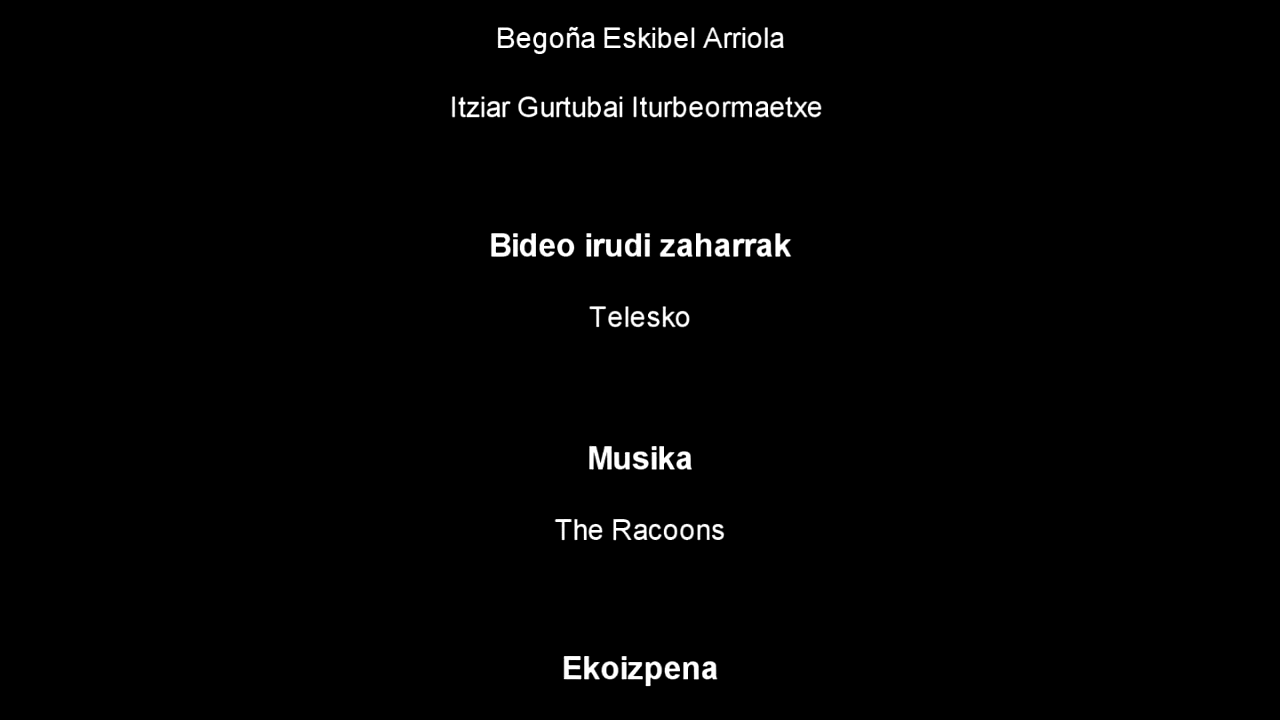 Begoña Eskibel Arriola
Itziar Gurtubai Iturbeormaetxe
Bideo irudi zaharrak
Telesko
Musika
The Racoons
Ekoizpena